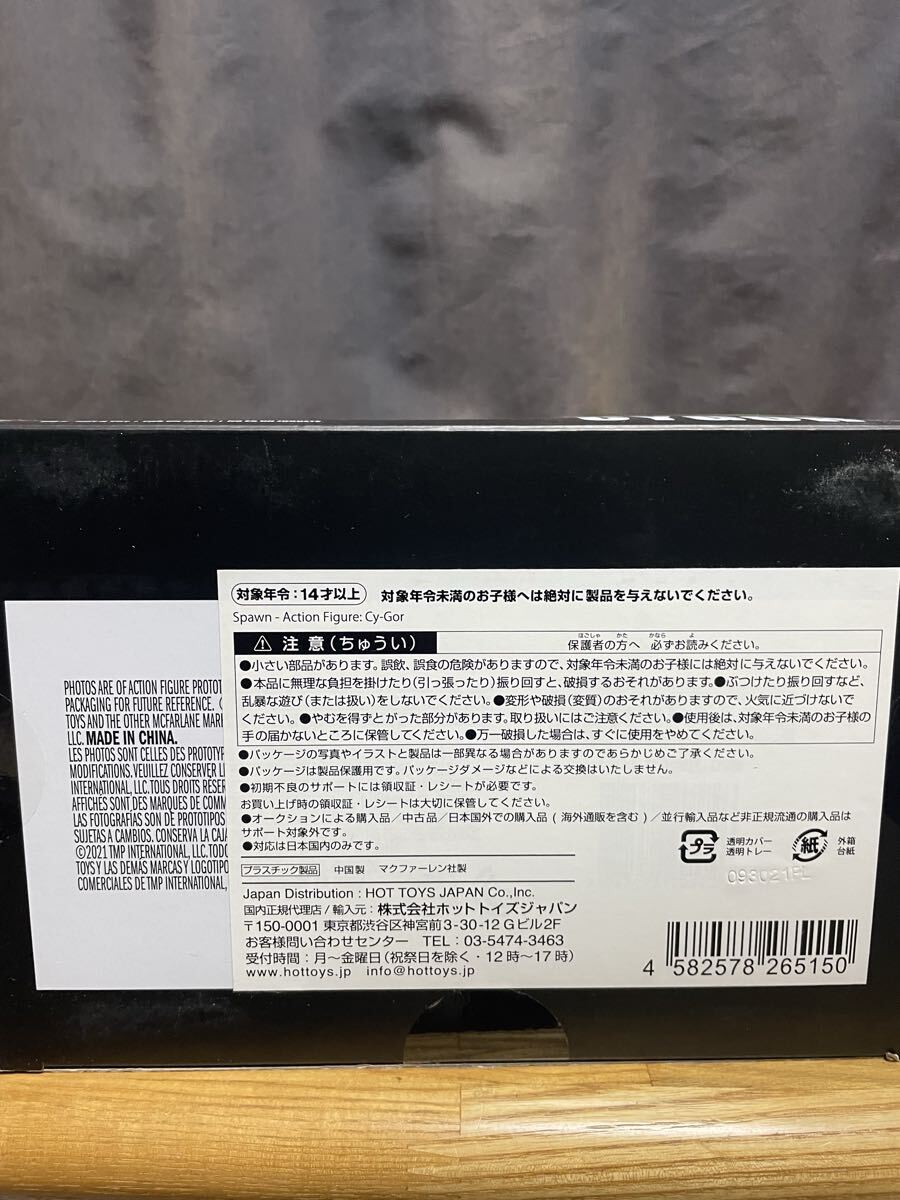 対象年令:14才以上 対象年令未満のお子様へは絶対に製品を与えないでください。
Spawn - Action Figure: Cy-Gor
注意(ちゅうい)
ほごしゃ かた かなら よ
保護者の方へ 必ずお読みください。
●小さい部品があります。誤飲、誤食の危険がありますので、対象年令未満のお子様には絶対に与えないでください。
●本品に無理な負担を掛けたり(引っ張ったり)振り回すと、破損するおそれがあります。●ぶつけたり振り回すなど、
乱暴な遊び(または扱い)をしないでください。●変形や破損(変質)のおそれがありますので、火気に近づけないで
ください。●やむを得ずとがった部分があります。取り扱いにはご注意ください。●使用後は、対象年令未満のお子様の
手の届かないところに保管してください。●万一破損した場合は、すぐに使用をやめてください。
●パッケージの写真やイラストと製品は一部異なる場合がありますのであらかじめご了承ください。
●パッケージは製品保護用です。パッケージダメージなどによる交換はいたしません。
●初期不良のサポートには領収証・レシートが必要です。
お買い上げ時の領収証・レシートは大切に保管してください。
●オークションによる購入品/中古品/日本国外での購入品(海外通販を含む)/並行輸入品など非正規流通の購入品は
サポート対象外です。
●対応は日本国内のみです。
プラ 透明カバー
透明トレー
紙 外箱
台紙
093021FL
プラスチック製品 中国製 マクファーレン社製
Japan Distribution : HOT TOYS JAPAN Co.,Inc.
国内正規代理店/輸入元:株式会社ホットトイズジャパン
〒150-0001 東京都渋谷区神宮前3-30-12 Gビル2F
お客様問い合わせセンター TEL:03-5474-3463
受付時間:月〜金曜日(祝祭日を除く・12時〜17時)
www.hottoys.jp info@hottoys.jp
4 582578 265150
PHOTOS ARE OF ACTION FIGURE PROTOT
PACKAGING FOR FUTURE REFERENCE.
TOYS AND THE OTHER MCFARLANE MARK
LLC. MADE IN CHINA.
LES PHOTOS SONT CELLES DES PROTOTYP
MODIFICATIONS. VEUILLEZ CONSERVER L
INTERNATIONAL, LLC. TOUS DROITS RÉSER
AFFICHÉS SONT DES MARQUES DE COMM
LAS FOTOGRAFÍAS SON DE PROTOTIPOS
SUJETAS A CAMBIOS. CONSERVA LA CAJA
©2021 TMP INTERNATIONAL, LLC. TODO
TOYS Y LAS DEMÁS MARCAS Y LOGOTIPO
COMERCIALES DE TMP INTERNATIONAL,